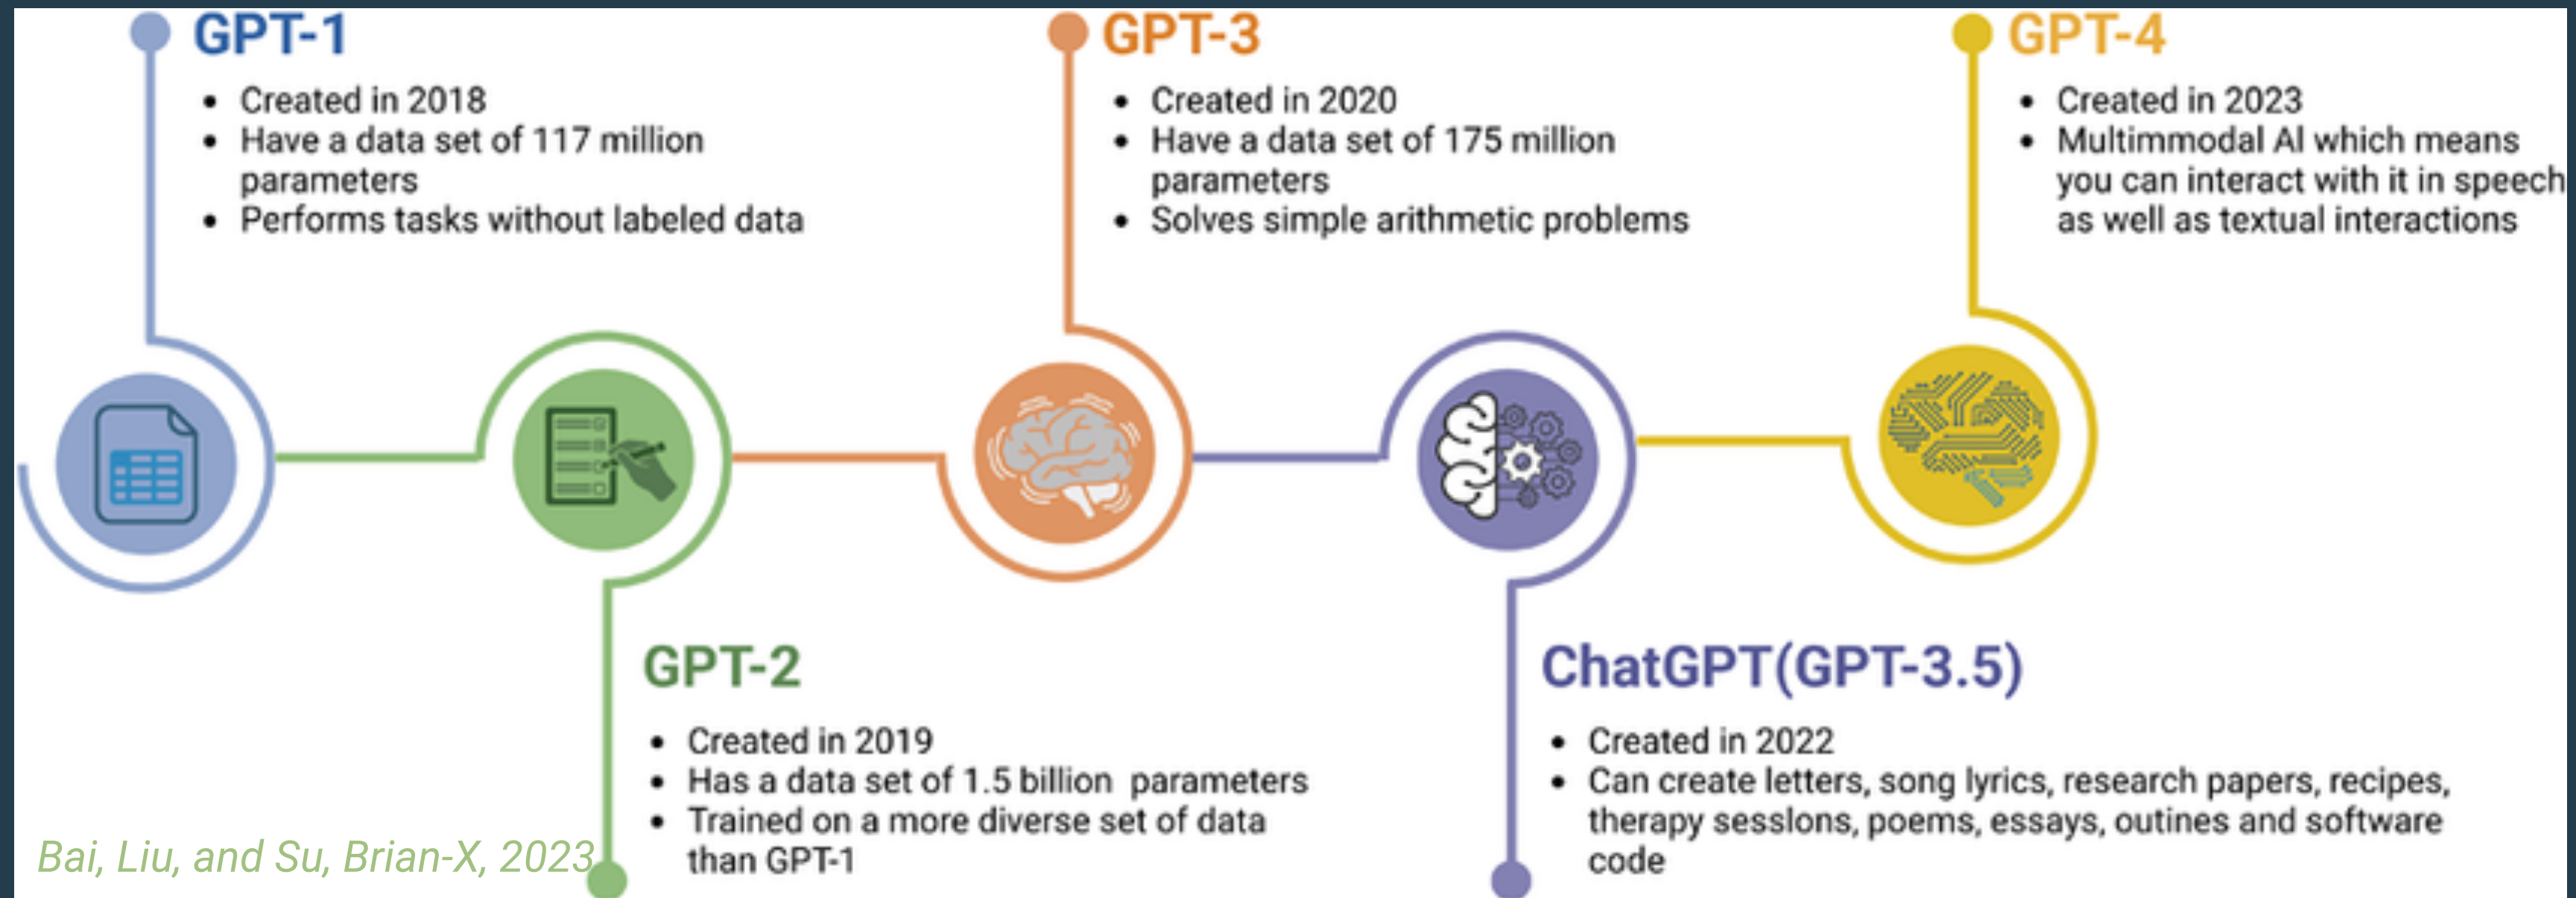 GPT-1
Created in 2018
Have a data set of 117 million
parameters
Performs tasks without labeled data
GPT-3
Created in 2020
Have a data set of 175 million
parameters
Solves simple arithmetic problems
GPT-4
Created in 2023
Multimmodal AI which means
you can interact with it in speech
as well as textual interactions
GPT-2
Created in 2019
Has a data set of 1.5 billion parameters
Trained on a more diverse set of data
than GPT-1
ChatGPT(GPT-3.5)
Created in 2022
Can create letters, song lyrics, research papers, recipes,
therapy sesslons, poems, essays, outines and software
code
Bai, Liu, and Su, Brian-X, 2023